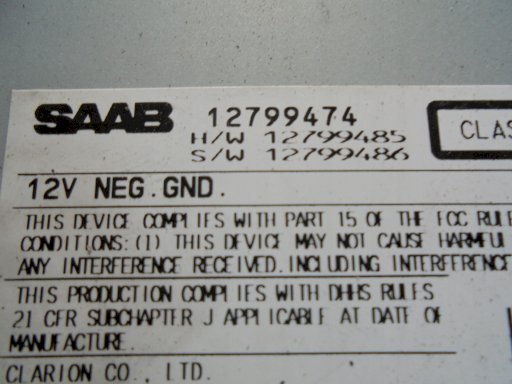 SAAB 12799474
H/W 12799485
S/W 12799486
CLAS
12V NEG.GND.
THIS DEVICE COMPLIES WITH PART 15 OF THE FCC RULE
CONDITIONS: (1) THIS DEVICE MAY NOT CAUSE HARMFUL
ANY INTERFERENCE RECEIVED. INCLUDING INTERFERENCE
THIS PRODUCTION COMPLIES WITH DHHS RULES
21 CFR SUBCHAPTER J APPLICABLE AT DATE OF
MANUFACTURE.
CLARION CO., LTD.